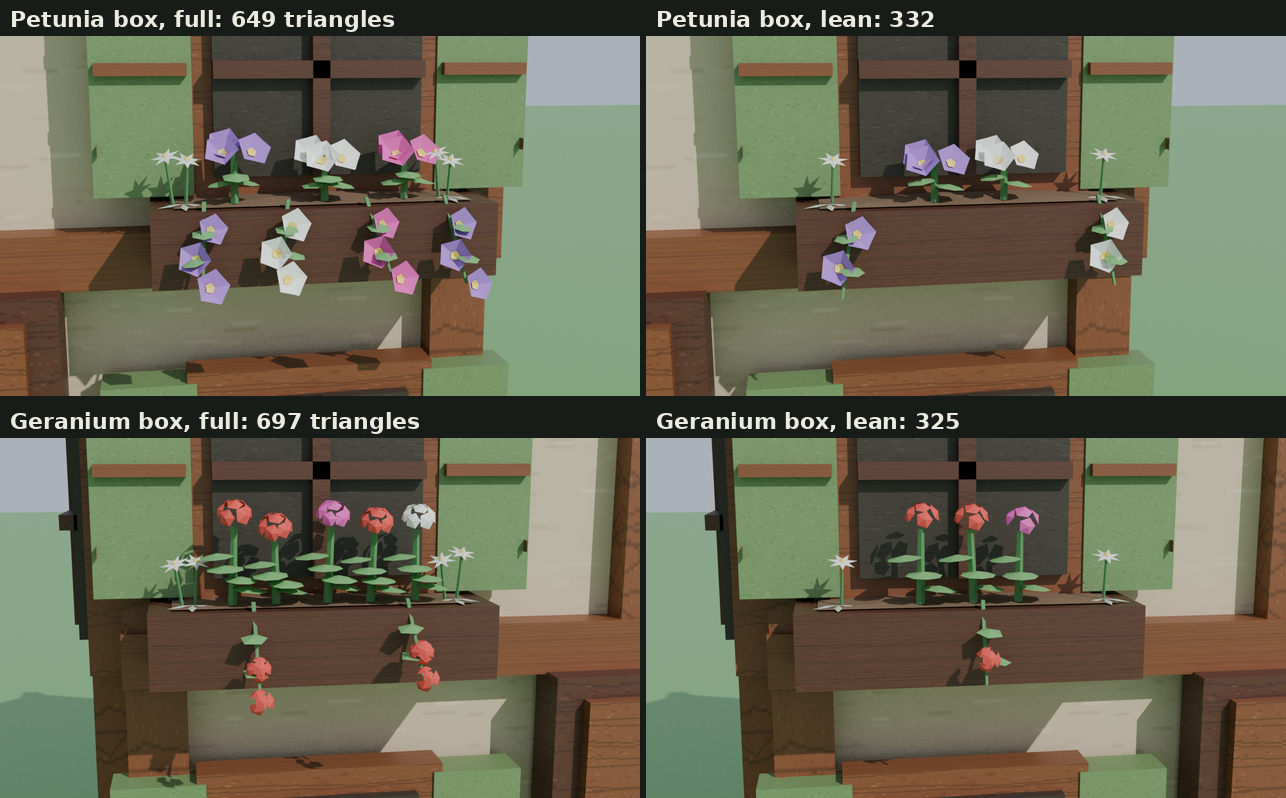 Petunia box, full: 649 triangles
Petunia box, lean: 332
Geranium box, full: 697 triangles
Geranium box, lean: 325